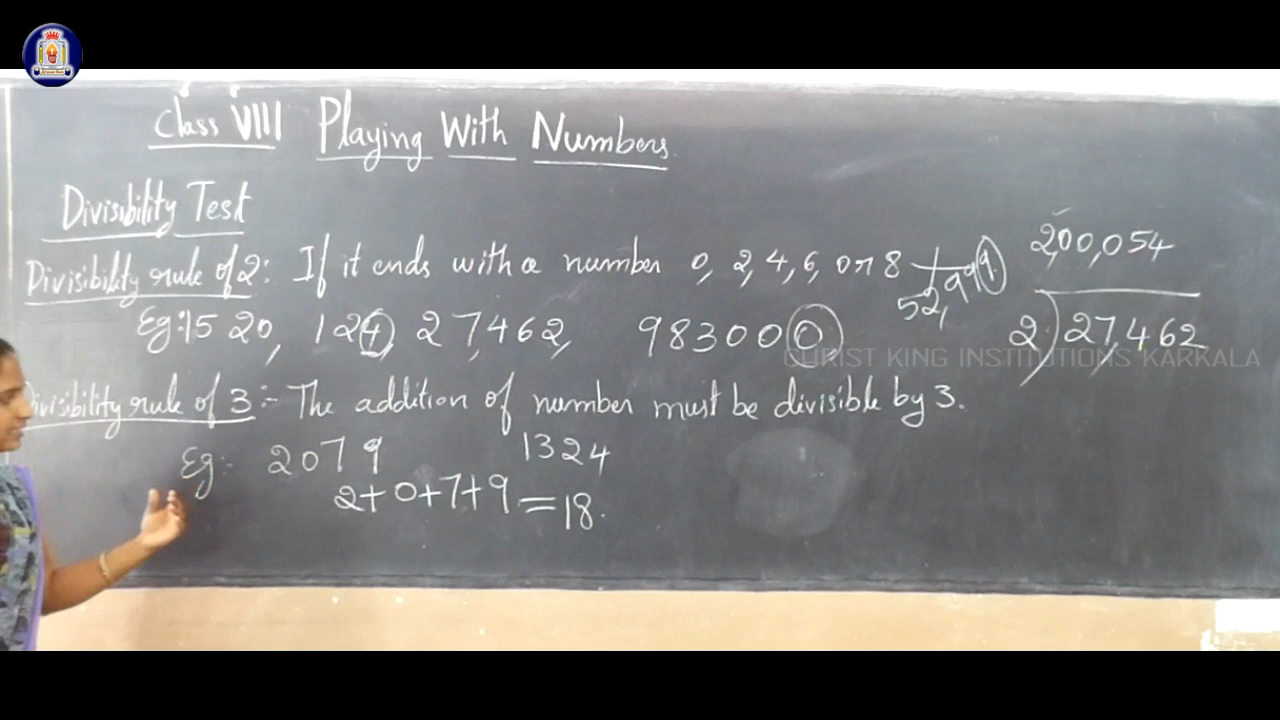 Class VIII Playing With Numbers.
Divisibility Test
Divisibility rule of 2: If it ends with a number 0, 2, 4, 6, or 8
52,999.
2,00,054
Eg:- 1520, 124, 27,462, 983000
2)27,462
CHRIST KING INSTITUTIONS KARKALA
Divisibility rule of 3:- The addition of number must be divisible by 3.
Eg:- 2079 1324
2+0+7+9=18.